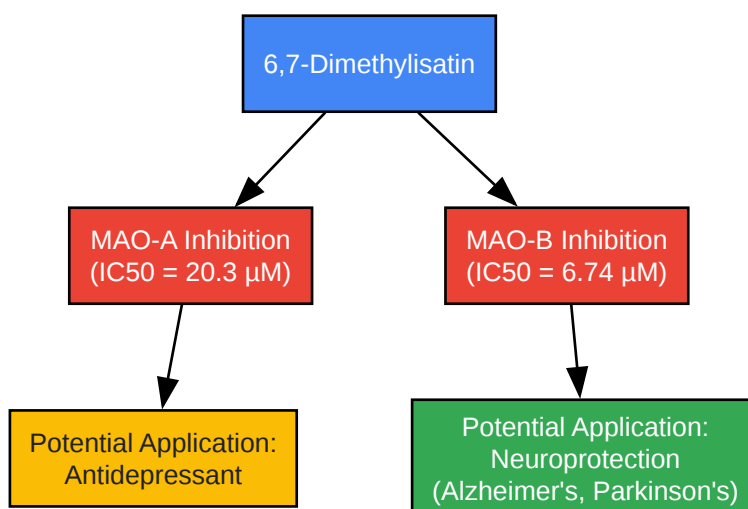 6,7-Dimethylisatin
MAO-A Inhibition
(IC50 = 20.3 µM)
MAO-B Inhibition
(IC50 = 6.74 µM)
Potential Application:
Antidepressant
Potential Application:
Neuroprotection
(Alzheimer's, Parkinson's)